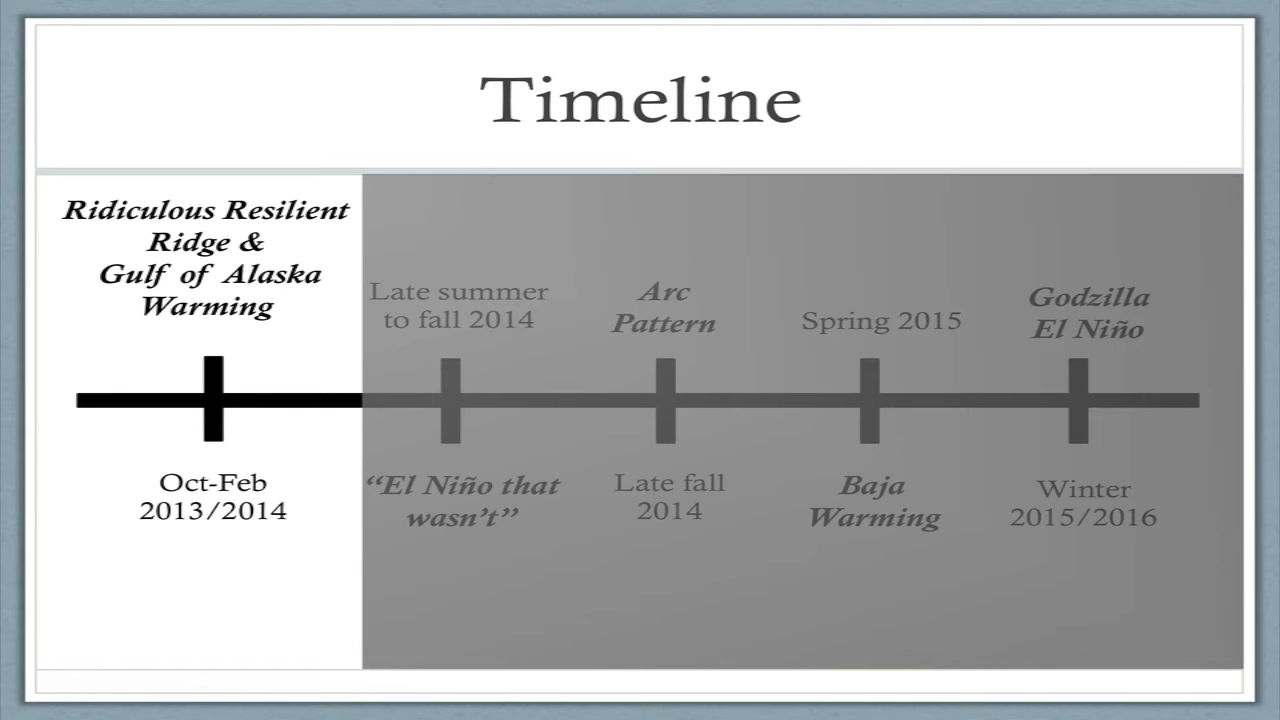 Timeline
Ridiculous Resilient
Ridge &
Gulf of Alaska
Warming
Oct-Feb
2013/2014
Late summer
to fall 2014
“El Niño that
wasn’t”
Arc
Pattern
Late fall
2014
Spring 2015
Baja
Warming
Godzilla
El Niño
Winter
2015/2016